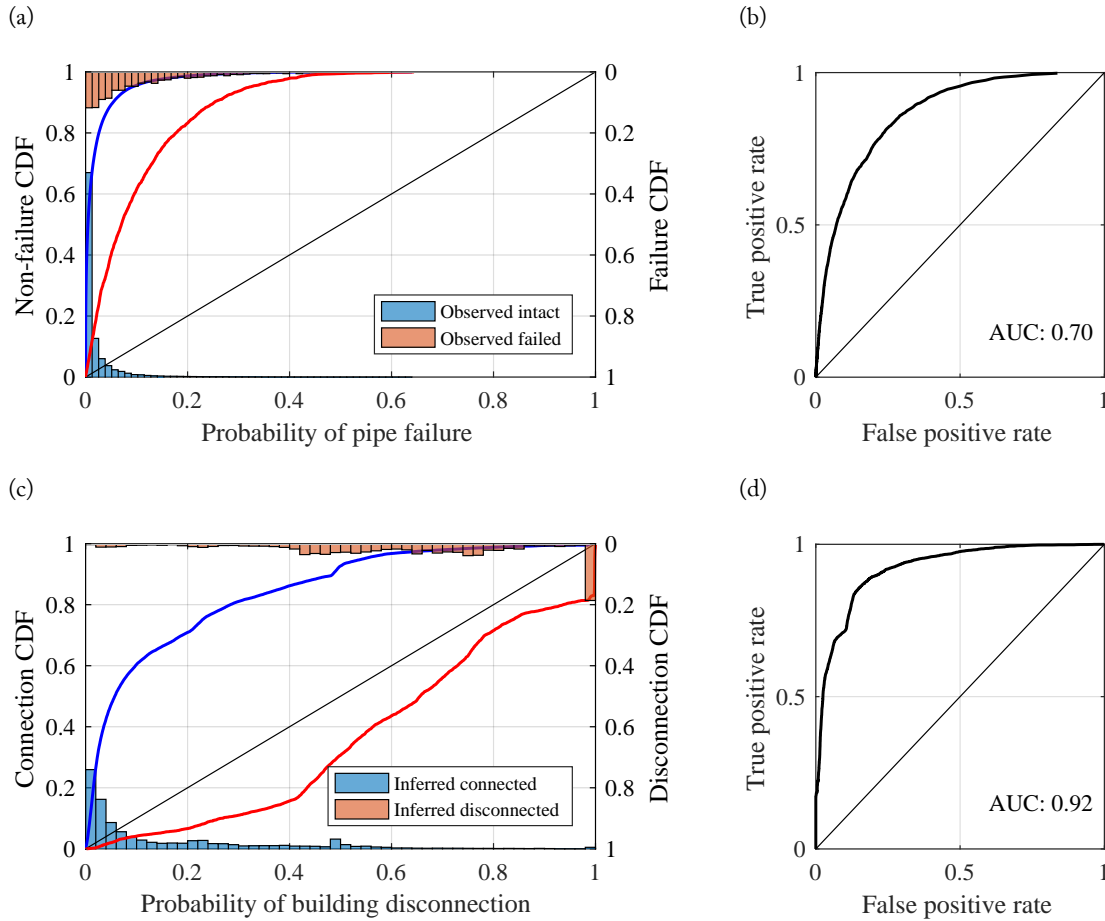 (a)
1
0.8
0.6
0.4
0.2
0
Non-failure CDF
0
0.2
0.4
0.6
0.8
1
Failure CDF
Observed intact
Observed failed
0 0.2 0.4 0.6 0.8 1
Probability of pipe failure
(b)
1
0.5
0
True positive rate
AUC: 0.70
0 0.5 1
False positive rate
(c)
1
0.8
0.6
0.4
0.2
0
Connection CDF
0
0.2
0.4
0.6
0.8
1
Disconnection CDF
Inferred connected
Inferred disconnected
0 0.2 0.4 0.6 0.8 1
Probability of building disconnection
(d)
1
0.5
0
True positive rate
AUC: 0.92
0 0.5 1
False positive rate